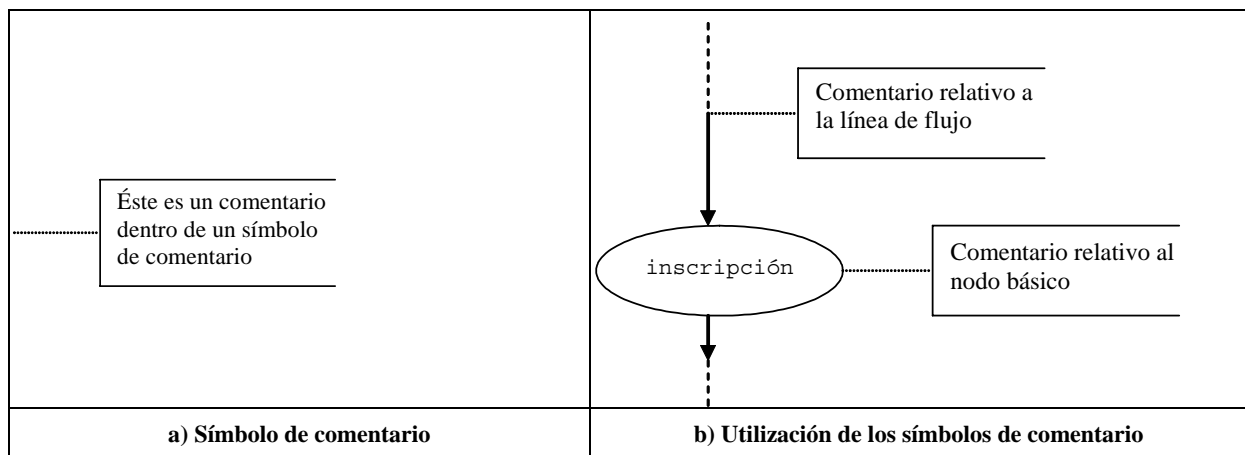 Éste es un comentario
dentro de un símbolo
de comentario
a) Símbolo de comentario
Comentario relativo a
la línea de flujo
inscripción
Comentario relativo al
nodo básico
b) Utilización de los símbolos de comentario